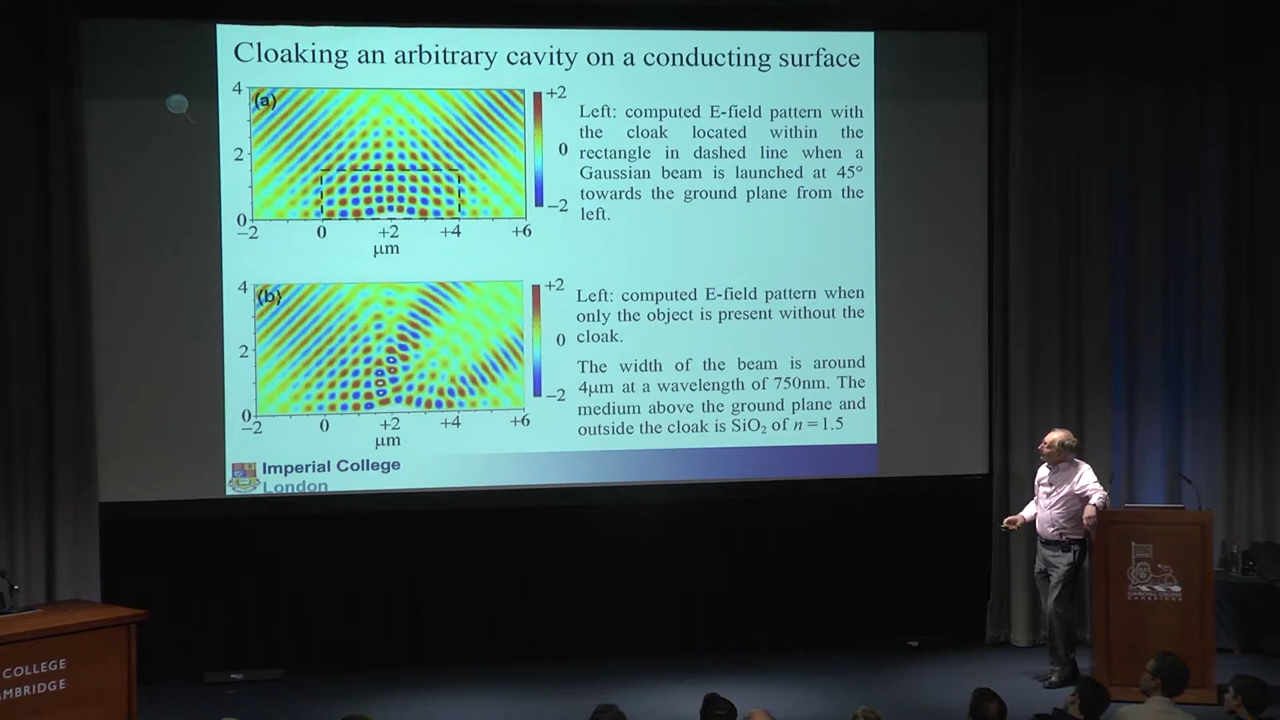 Cloaking an arbitrary cavity on a conducting surface
4
(a)
2
0
−2
0
+2
+4
+6
μm
+2
0
−2
Left: computed E-field pattern with
the cloak located within the
rectangle in dashed line when a
Gaussian beam is launched at 45°
towards the ground plane from the
left.
4
(b)
2
0
−2
0
+2
+4
+6
μm
+2
0
−2
Left: computed E-field pattern when
only the object is present without the
cloak.
The width of the beam is around
4μm at a wavelength of 750nm. The
medium above the ground plane and
outside the cloak is SiO₂ of n = 1.5
Imperial College
London
CHURCHILL COLLEGE
CAMBRIDGE
COLLEGE
MBRIDGE